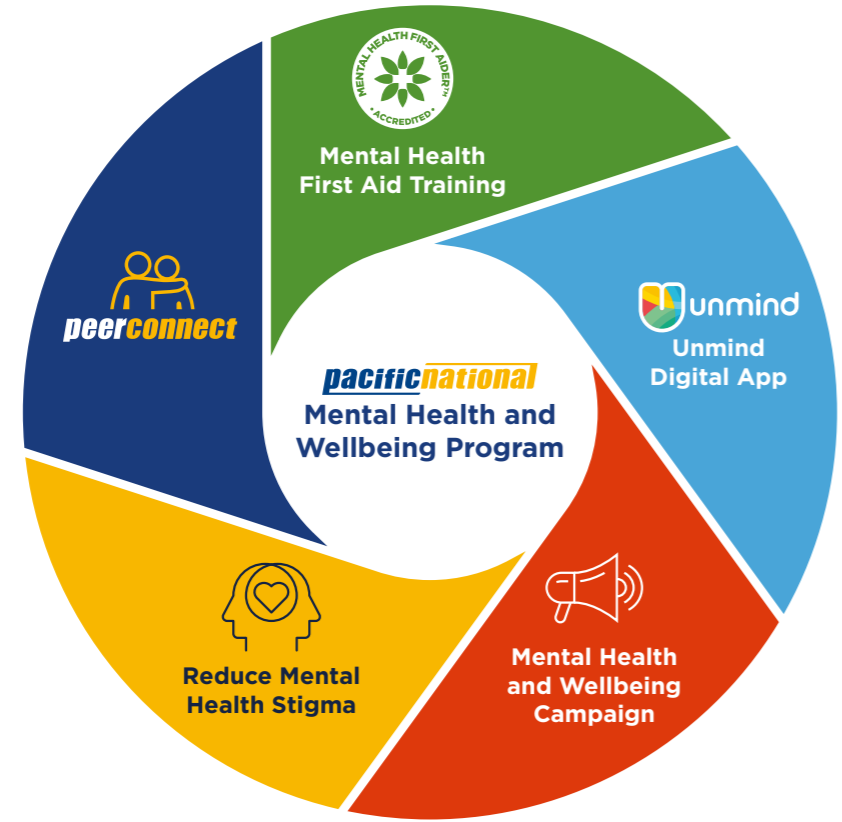 MENTAL HEALTH FIRST AIDER™
• ACCREDITED •
Mental Health
First Aid Training
unmind
Unmind
Digital App
peerconnect
pacificnational
Mental Health and
Wellbeing Program
Mental Health
and Wellbeing
Campaign
Reduce Mental
Health Stigma